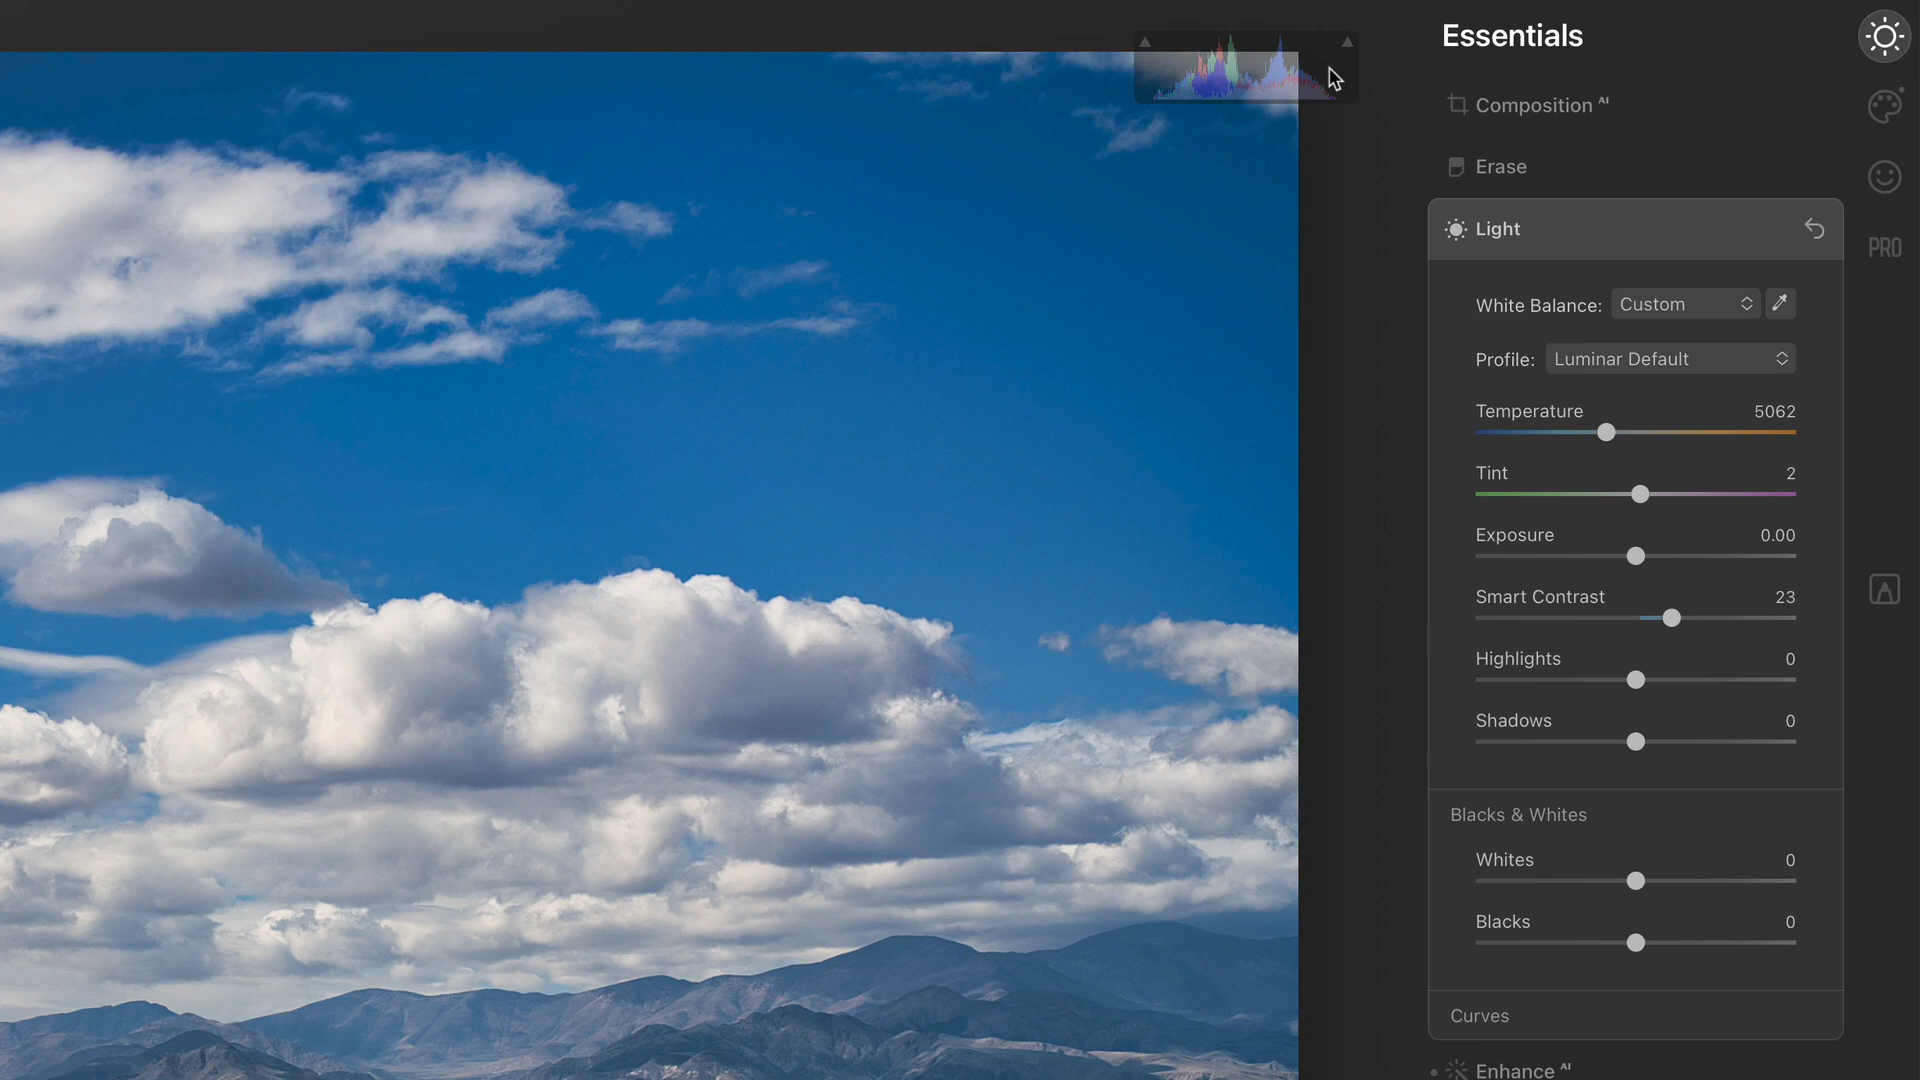 Essentials
Composition AI
Erase
Light
PRO
White Balance: Custom
Profile: Luminar Default
Temperature 5062
Tint 2
Exposure 0.00
Smart Contrast 23
Highlights 0
Shadows 0
Blacks & Whites
Whites 0
Blacks 0
Curves
Enhance AI